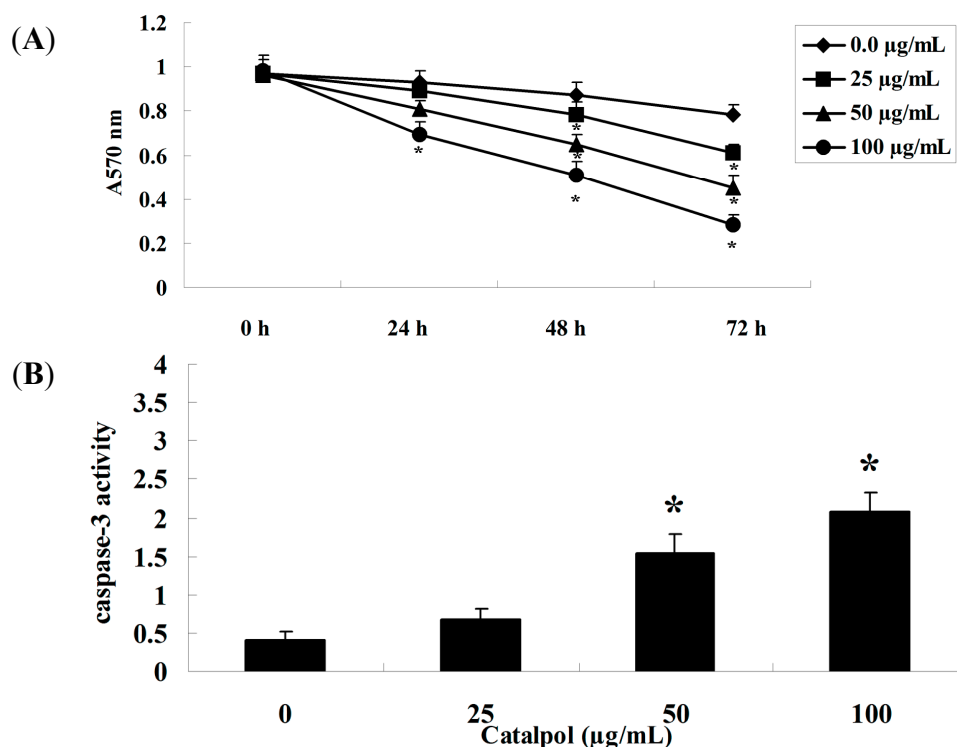 (A)
1.2
1
0.8
0.6
0.4
0.2
0
A570 nm
* * * * * * *
0 h 24 h 48 h 72 h
0.0 µg/mL
25 µg/mL
50 µg/mL
100 µg/mL
(B)
4
3.5
3
2.5
2
1.5
1
0.5
0
caspase-3 activity
* *
0 25 50 100
Catalpol (µg/mL)